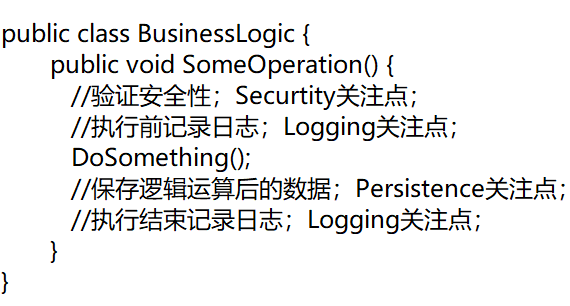 public class BusinessLogic {
public void SomeOperation() {
//验证安全性；Securtity关注点；
//执行前记录日志；Logging关注点；
DoSomething();
//保存逻辑运算后的数据；Persistence关注点；
//执行结束记录日志；Logging关注点；
}
}